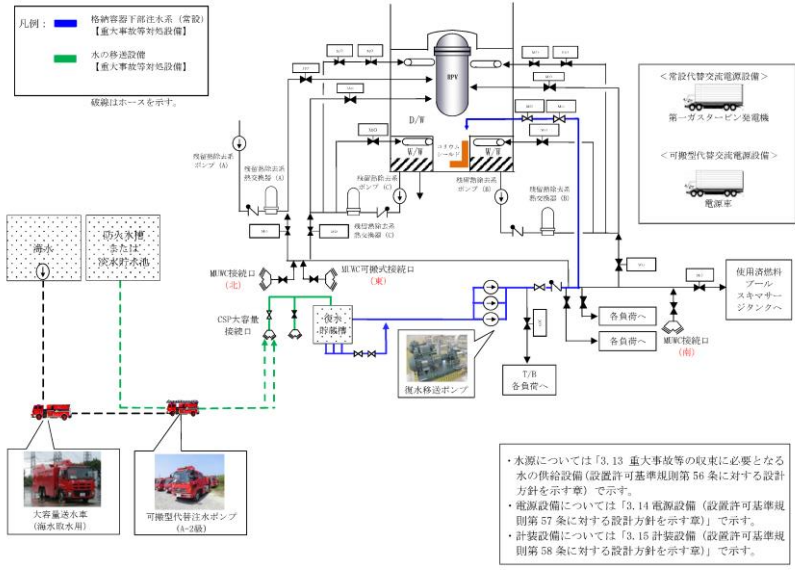 凡例：
格納容器下部注水系（常設）
【重大事故等対処設備】
水の移送設備
【重大事故等対処設備】
破線はホースを示す。
RPV
D/W
W/W
W/W
コリウム
シールド
＜常設代替交流電源設備＞
第一ガスタービン発電機
＜可搬型代替交流電源設備＞
電源車
残留熱除去系
ポンプ(A)
残留熱除去系
熱交換器(A)
残留熱除去系
ポンプ(C)
残留熱除去系
熱交換器(C)
残留熱除去系
ポンプ(B)
残留熱除去系
熱交換器(B)
海水
防火水槽
または
淡水貯水池
MUWC接続口
(北)
MUWC可搬式接続口
(東)
CSP大容量
接続口
復水
貯蔵槽
復水移送ポンプ
T/B
各負荷へ
各負荷へ
各負荷へ
MUWC接続口
(南)
使用済燃料
プール
スキマサー
ジタンクへ
大容量送水車
(海水取水用)
可搬型代替注水ポンプ
(A-2級)
・水源については「3.13 重大事故等の収束に必要となる
水の供給設備（設置許可基準規則第 56 条に対する設計
方針を示す章）で示す。
・電源設備については「3.14 電源設備（設置許可基準規
則第 57 条に対する設計方針を示す章）」で示す。
・計装設備については「3.15 計装設備（設置許可基準規則
第 58 条に対する設計方針を示す章）」で示す。